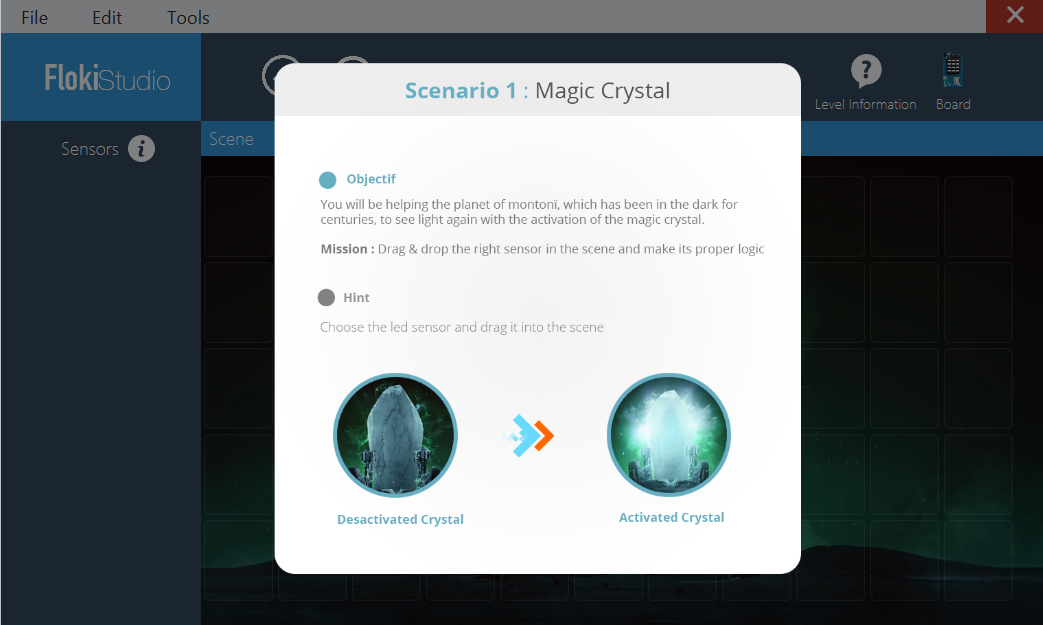 File Edit Tools
FlokiStudio
Level Information Board
Sensors i
Scene
Scenario 1 : Magic Crystal
Objectif
You will be helping the planet of montonï, which has been in the dark for
centuries, to see light again with the activation of the magic crystal.
Mission : Drag & drop the right sensor in the scene and make its proper logic
Hint
Choose the led sensor and drag it into the scene
Desactivated Crystal
Activated Crystal